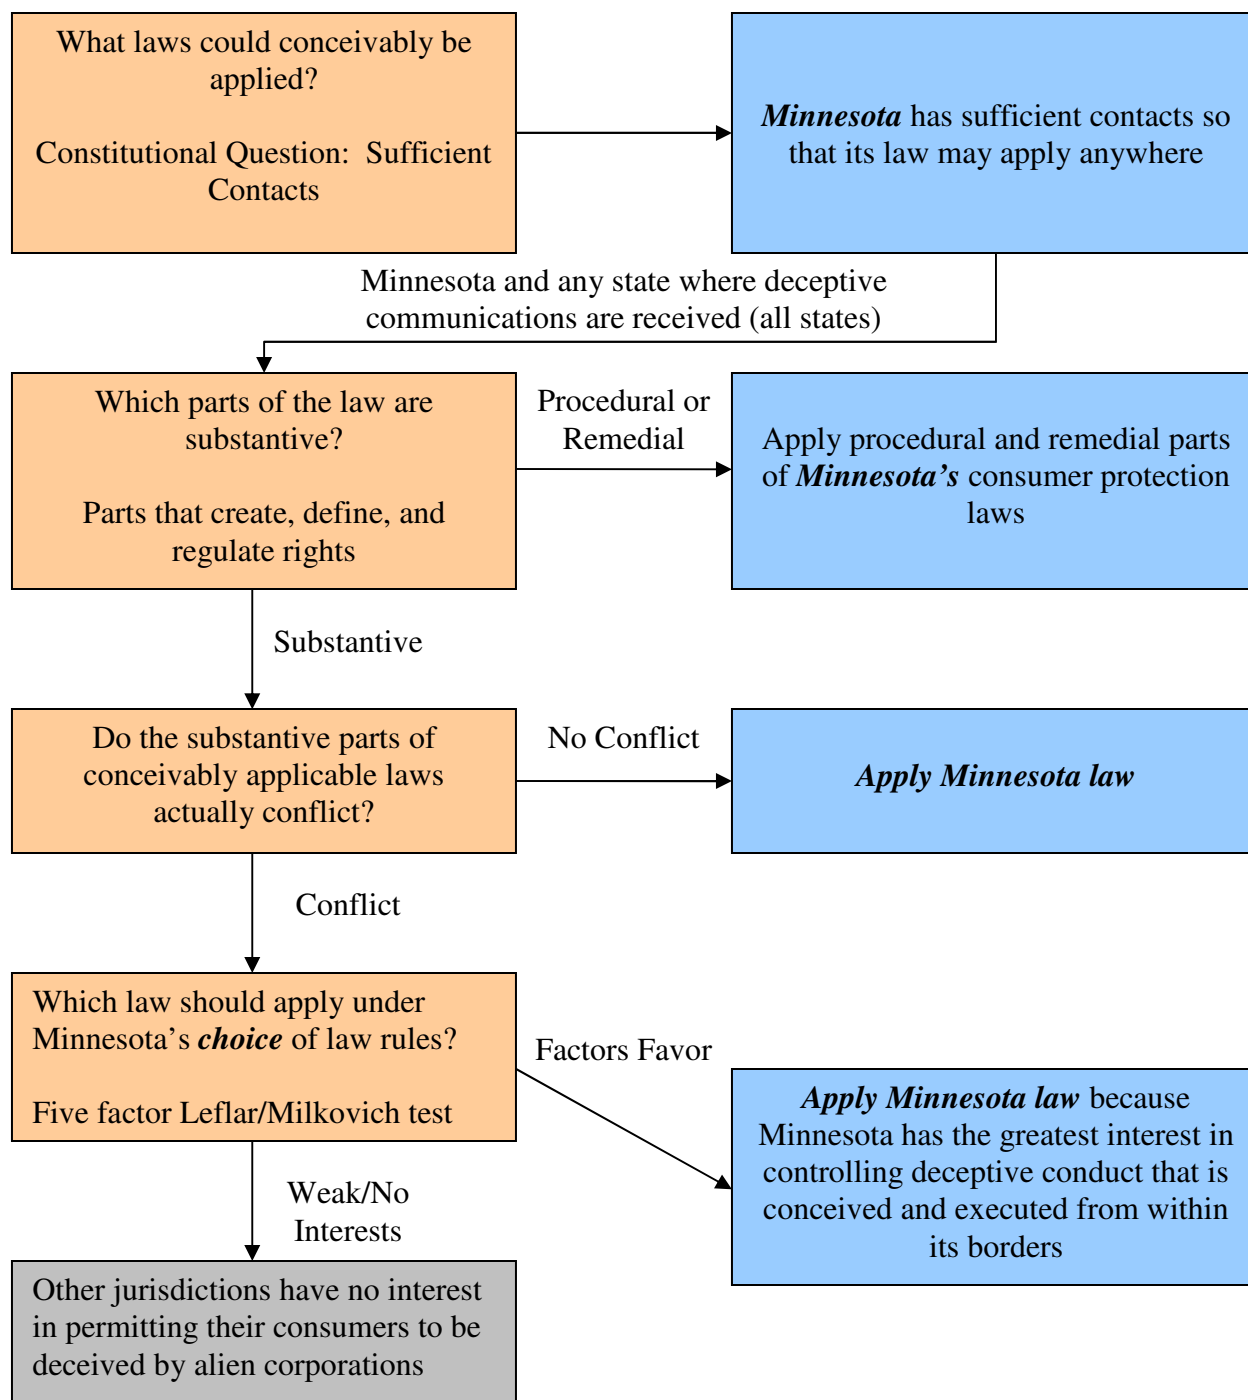 What laws could conceivably be
applied?
Constitutional Question: Sufficient
Contacts
Minnesota has sufficient contacts so
that its law may apply anywhere
Minnesota and any state where deceptive
communications are received (all states)
Which parts of the law are
substantive?
Parts that create, define, and
regulate rights
Procedural or
Remedial
Apply procedural and remedial parts
of Minnesota’s consumer protection
laws
Substantive
Do the substantive parts of
conceivably applicable laws
actually conflict?
No Conflict
Apply Minnesota law
Conflict
Which law should apply under
Minnesota’s choice of law rules?
Five factor Leflar/Milkovich test
Factors Favor
Apply Minnesota law because
Minnesota has the greatest interest in
controlling deceptive conduct that is
conceived and executed from within
its borders
Weak/No
Interests
Other jurisdictions have no interest
in permitting their consumers to be
deceived by alien corporations